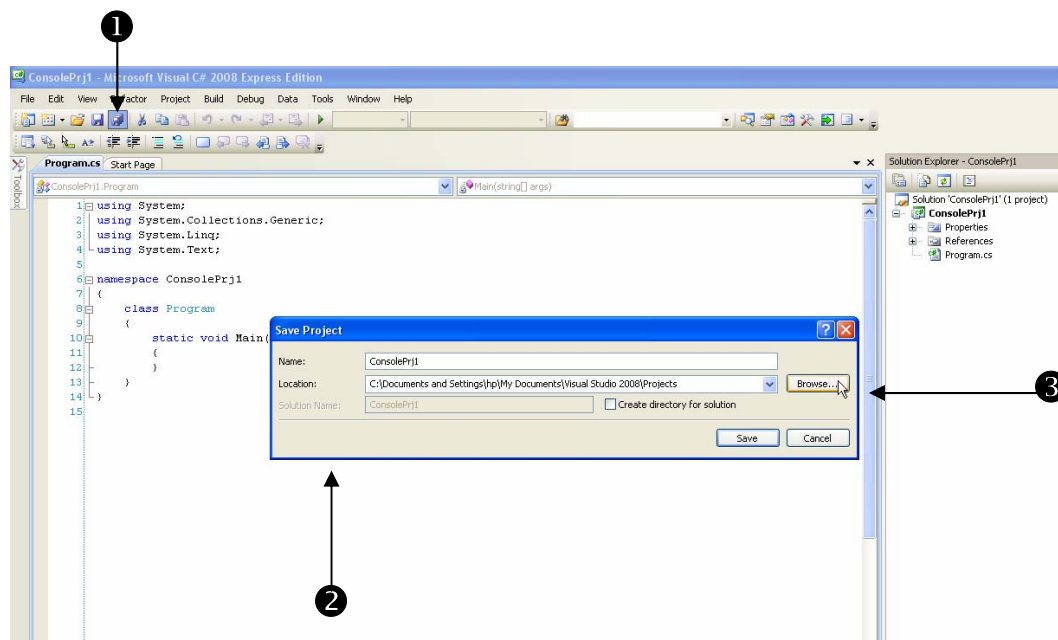 1
ConsolePrj1 - Microsoft Visual C# 2008 Express Edition
File Edit View Refactor Project Build Debug Data Tools Window Help
Program.cs Start Page
Solution Explorer - ConsolePrj1
Toolbox
ConsolePrj1.Program Main(string[] args)
Solution 'ConsolePrj1' (1 project)
ConsolePrj1
Properties
References
Program.cs
1 using System;
2 using System.Collections.Generic;
3 using System.Linq;
4 using System.Text;
5
6 namespace ConsolePrj1
7 {
8 class Program
9 {
10 static void Main(
11 {
12 }
13 }
14 }
15
Save Project
Name: ConsolePrj1
Location: C:\Documents and Settings\hp\My Documents\Visual Studio 2008\Projects Browse...
Solution Name: ConsolePrj1 Create directory for solution
Save Cancel
3
2